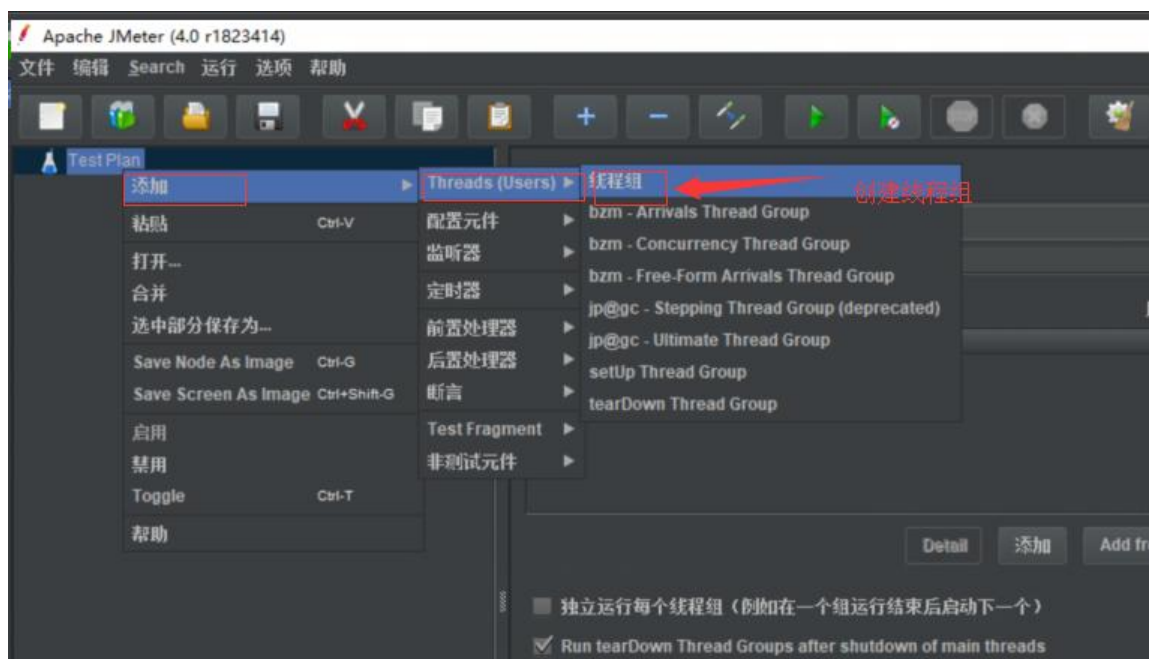 Apache JMeter (4.0 r1823414)
文件 编辑 Search 运行 选项 帮助
Test Plan
添加
粘贴 Ctrl-V
打开...
合并
选中部分保存为...
Save Node As Image Ctrl-G
Save Screen As Image Ctrl+Shift-G
启用
禁用
Toggle Ctrl-T
帮助
Threads (Users)
配置元件
监听器
定时器
前置处理器
后置处理器
断言
Test Fragment
非测试元件
线程组
bzm - Arrivals Thread Group
bzm - Concurrency Thread Group
bzm - Free-Form Arrivals Thread Group
jp@gc - Stepping Thread Group (deprecated)
jp@gc - Ultimate Thread Group
setUp Thread Group
tearDown Thread Group
创建线程组
Detail 添加 Add
独立运行每个线程组（例如在一个组运行结束后启动下一个）
Run tearDown Thread Groups after shutdown of main threads